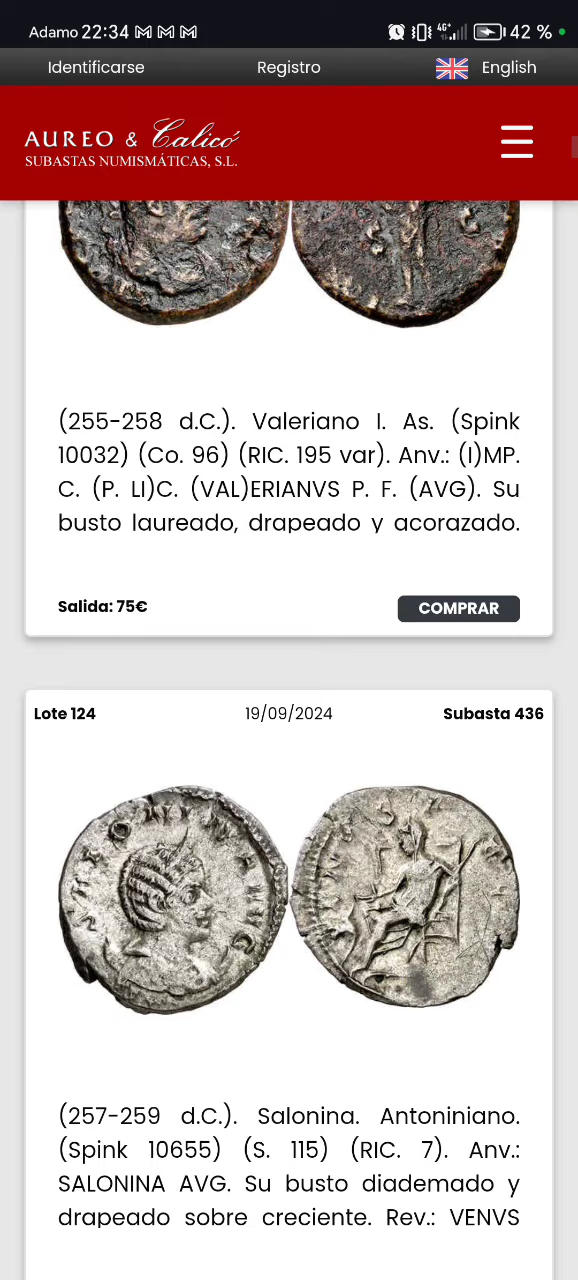 Adamo 22:34
4G+ 42 %
Identificarse Registro English
AUREO & Calicó
SUBASTAS NUMISMÁTICAS, S.L.
(255-258 d.C.). Valeriano I. As. (Spink
10032) (Co. 96) (RIC. 195 var). Anv.: (I)MP.
C. (P. LI)C. (VAL)ERIANVS P. F. (AVG). Su
busto laureado, drapeado y acorazado.
Salida: 75€ COMPRAR
Lote 124 19/09/2024 Subasta 436
SALONINA AVG
(257-259 d.C.). Salonina. Antoniniano.
(Spink 10655) (S. 115) (RIC. 7). Anv.:
SALONINA AVG. Su busto diademado y
drapeado sobre creciente. Rev.: VENVS